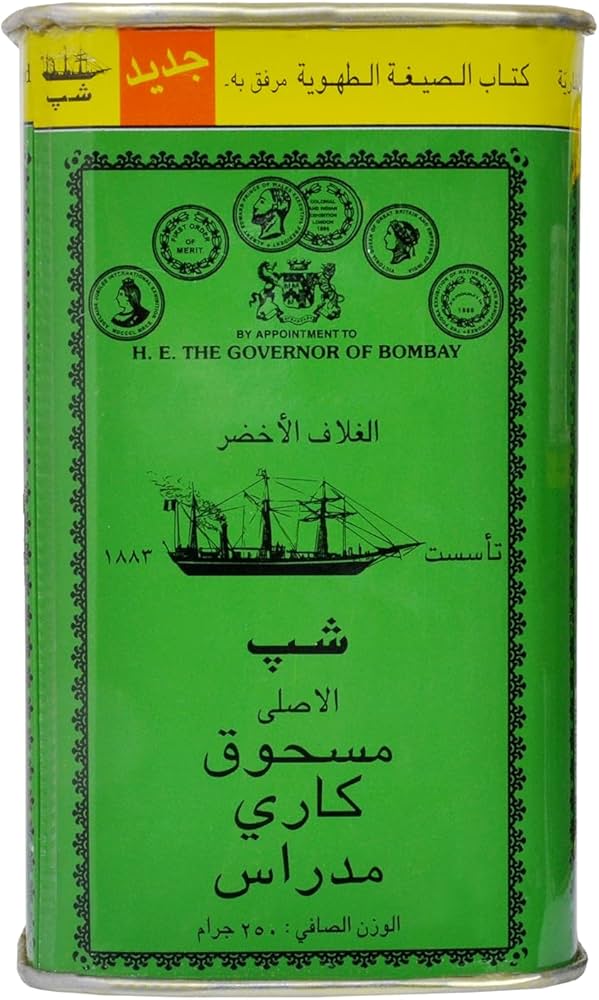 جديد
كتاب الصيغة الطهوية مرفق به-
شپ
FIRST ORDER
OF
MERIT
COLONIAL
AND INDIAN
EXHIBITION
LONDON
1886
1888
BY APPOINTMENT TO
H. E. THE GOVERNOR OF BOMBAY
الغلاف الأخضر
تأسست ١٨٨٣
شپ
الاصلى
مسحوق
كاري
مدراس
الوزن الصافي: ٢٥٠ جرام